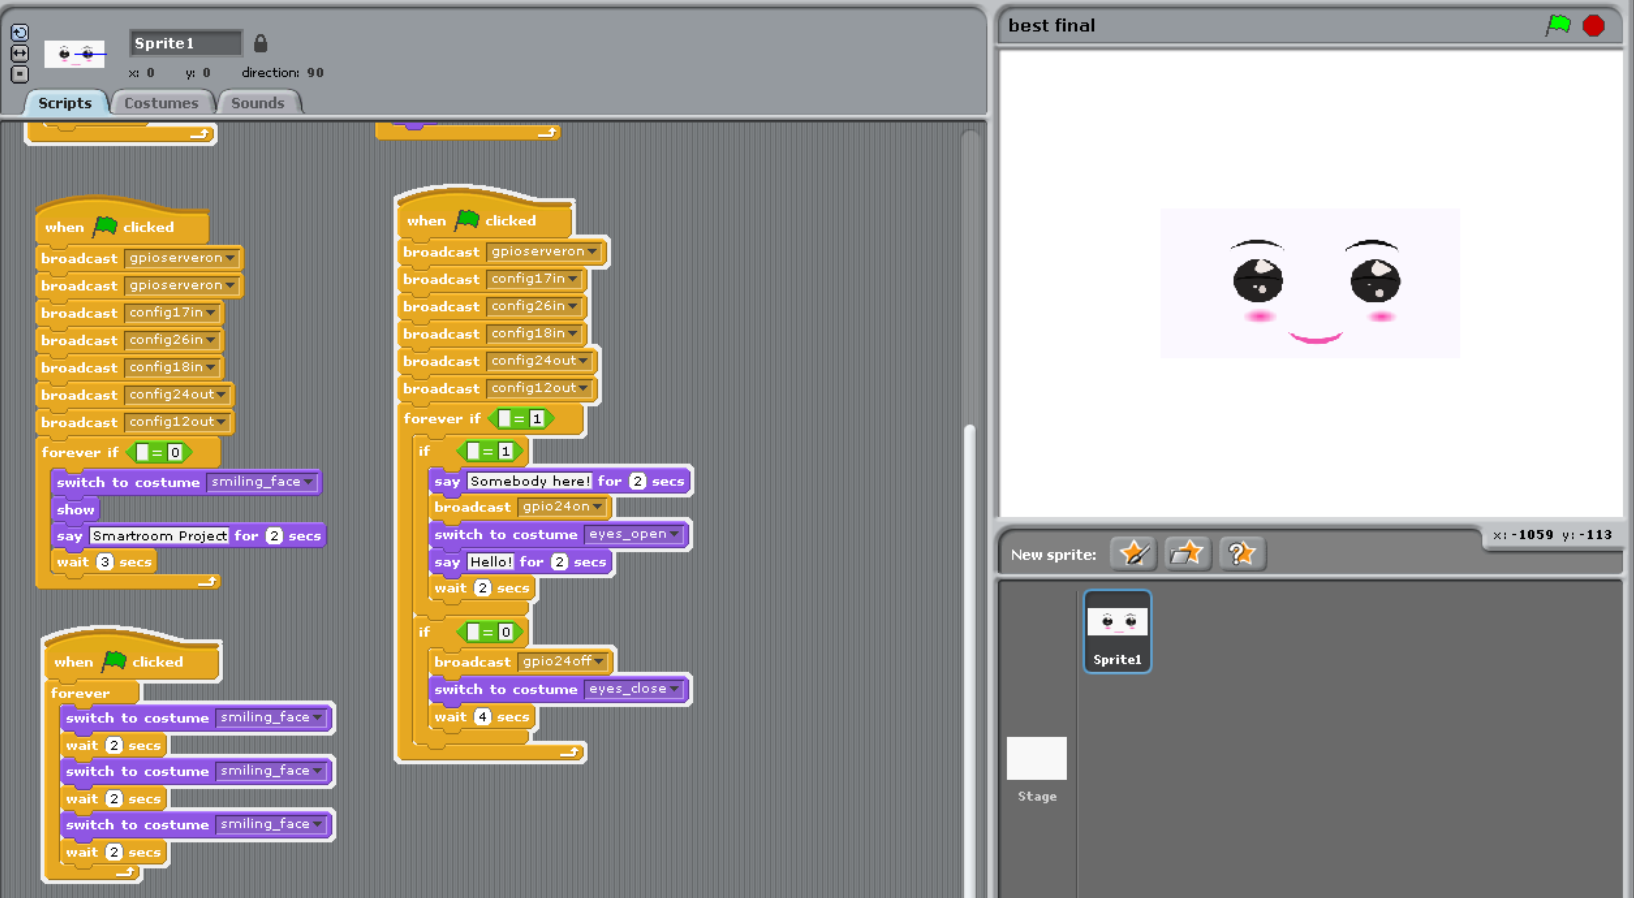 Sprite1
x: 0 y: 0 direction: 90
Scripts Costumes Sounds
when clicked
broadcast gpioserveron
broadcast gpioserveron
broadcast config17in
broadcast config26in
broadcast config18in
broadcast config24out
broadcast config12out
forever if = 0
switch to costume smiling_face
show
say Smartroom Project for 2 secs
wait 3 secs
when clicked
forever
switch to costume smiling_face
wait 2 secs
switch to costume smiling_face
wait 2 secs
switch to costume smiling_face
wait 2 secs
when clicked
broadcast gpioserveron
broadcast config17in
broadcast config26in
broadcast config18in
broadcast config24out
broadcast config12out
forever if = 1
if = 1
say Somebody here! for 2 secs
broadcast gpio24on
switch to costume eyes_open
say Hello! for 2 secs
wait 2 secs
if = 0
broadcast gpio24off
switch to costume eyes_close
wait 4 secs
best final
x: -1059 y: -113
New sprite:
Sprite1
Stage